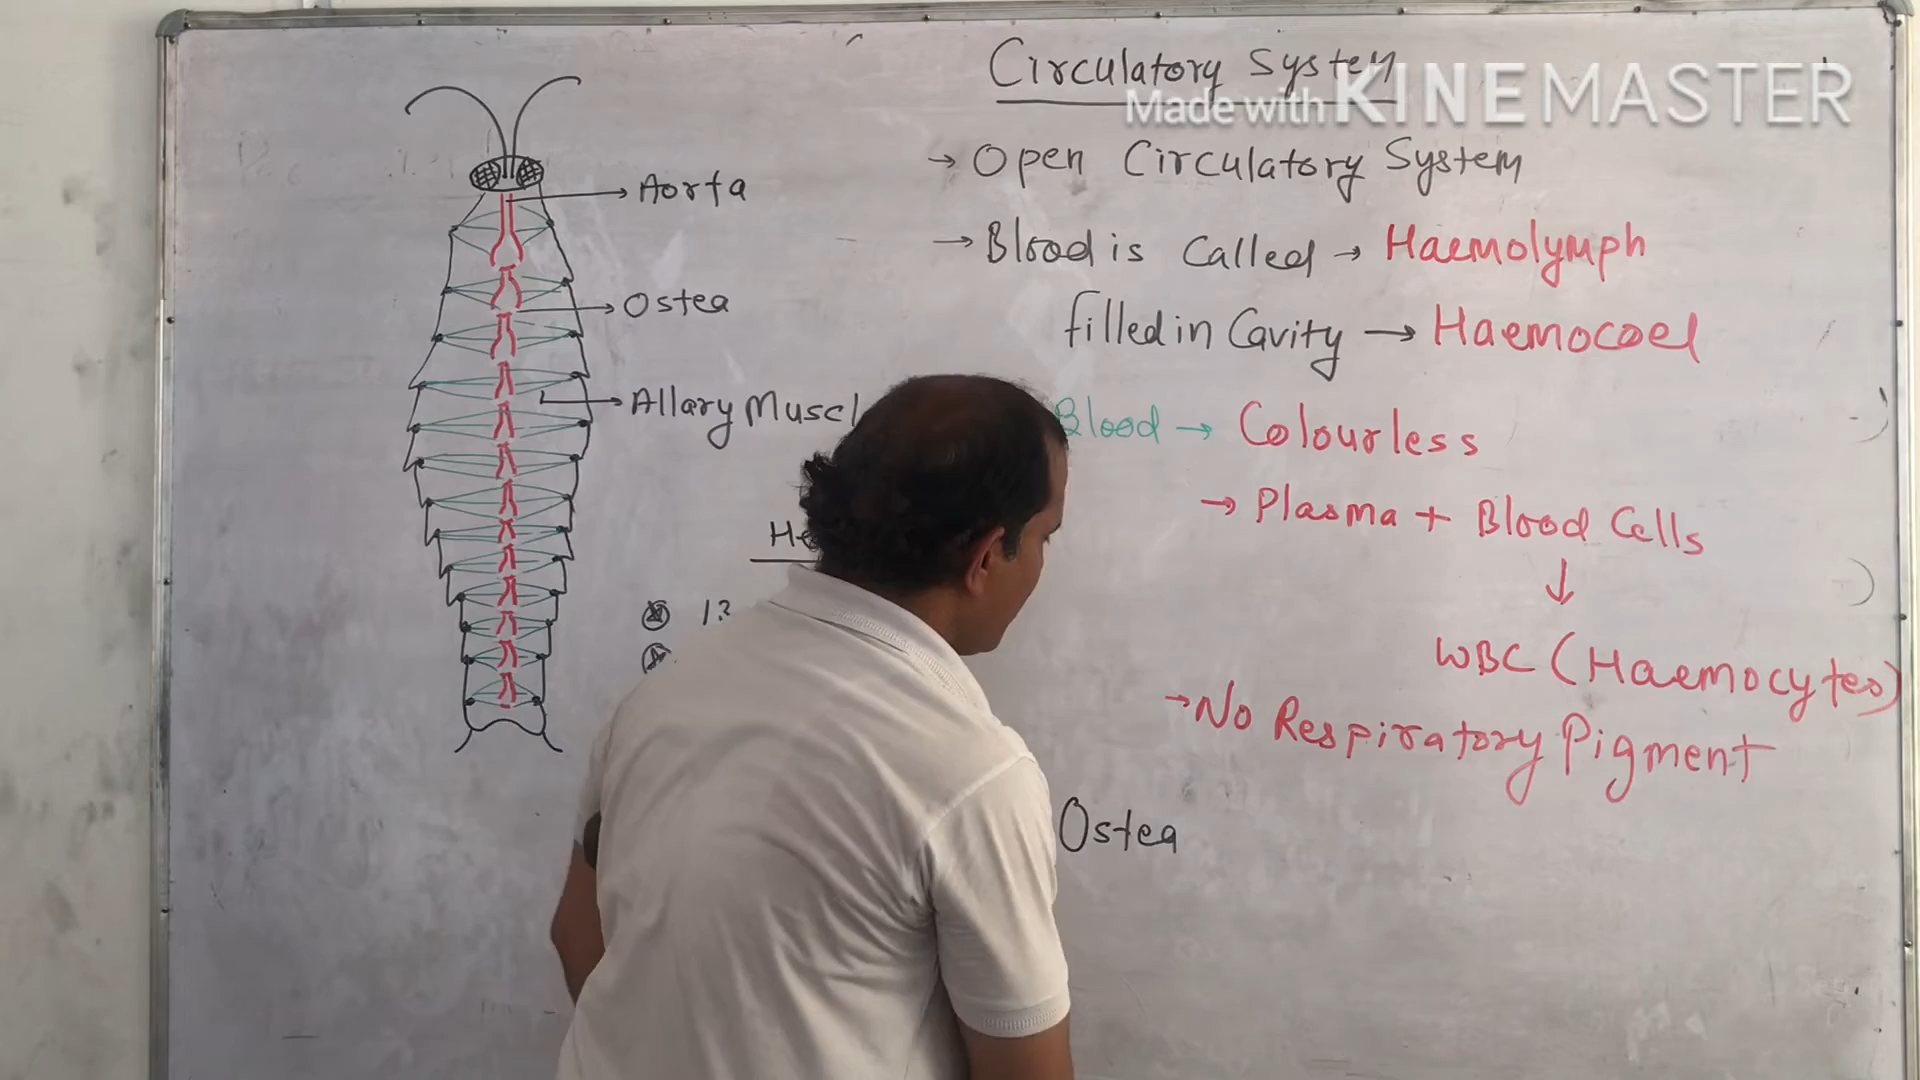 Circulatory System
Made with KINEMASTER
→ Open Circulatory System
→ Blood is Called → Haemolymph
filled in Cavity → Haemocoel
Blood → Colourless
→ Plasma + Blood Cells
↓
WBC (Haemocytes)
→ No Respiratory Pigment
Ostea
Aorta
Ostea
Allary Muscl
13